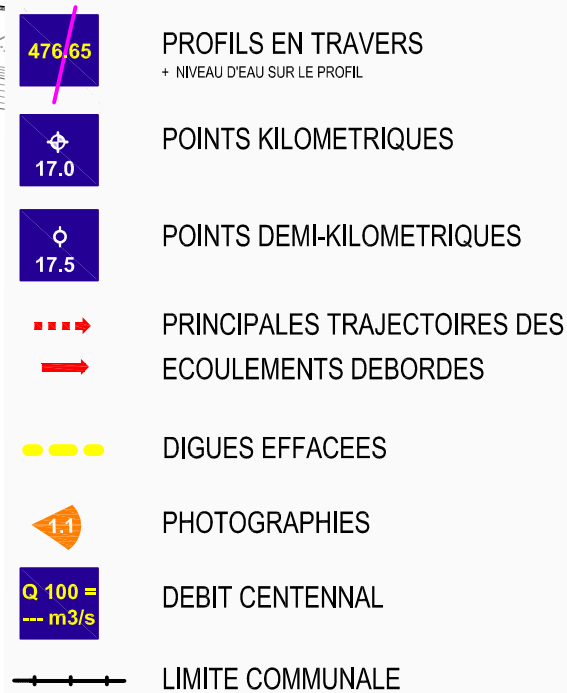 476.65
PROFILS EN TRAVERS
+ NIVEAU D'EAU SUR LE PROFIL
17.0
POINTS KILOMETRIQUES
17.5
POINTS DEMI-KILOMETRIQUES
PRINCIPALES TRAJECTOIRES DES
ECOULEMENTS DEBORDES
DIGUES EFFACEES
1.1
PHOTOGRAPHIES
Q 100 =
--- m3/s
DEBIT CENTENNAL
LIMITE COMMUNALE